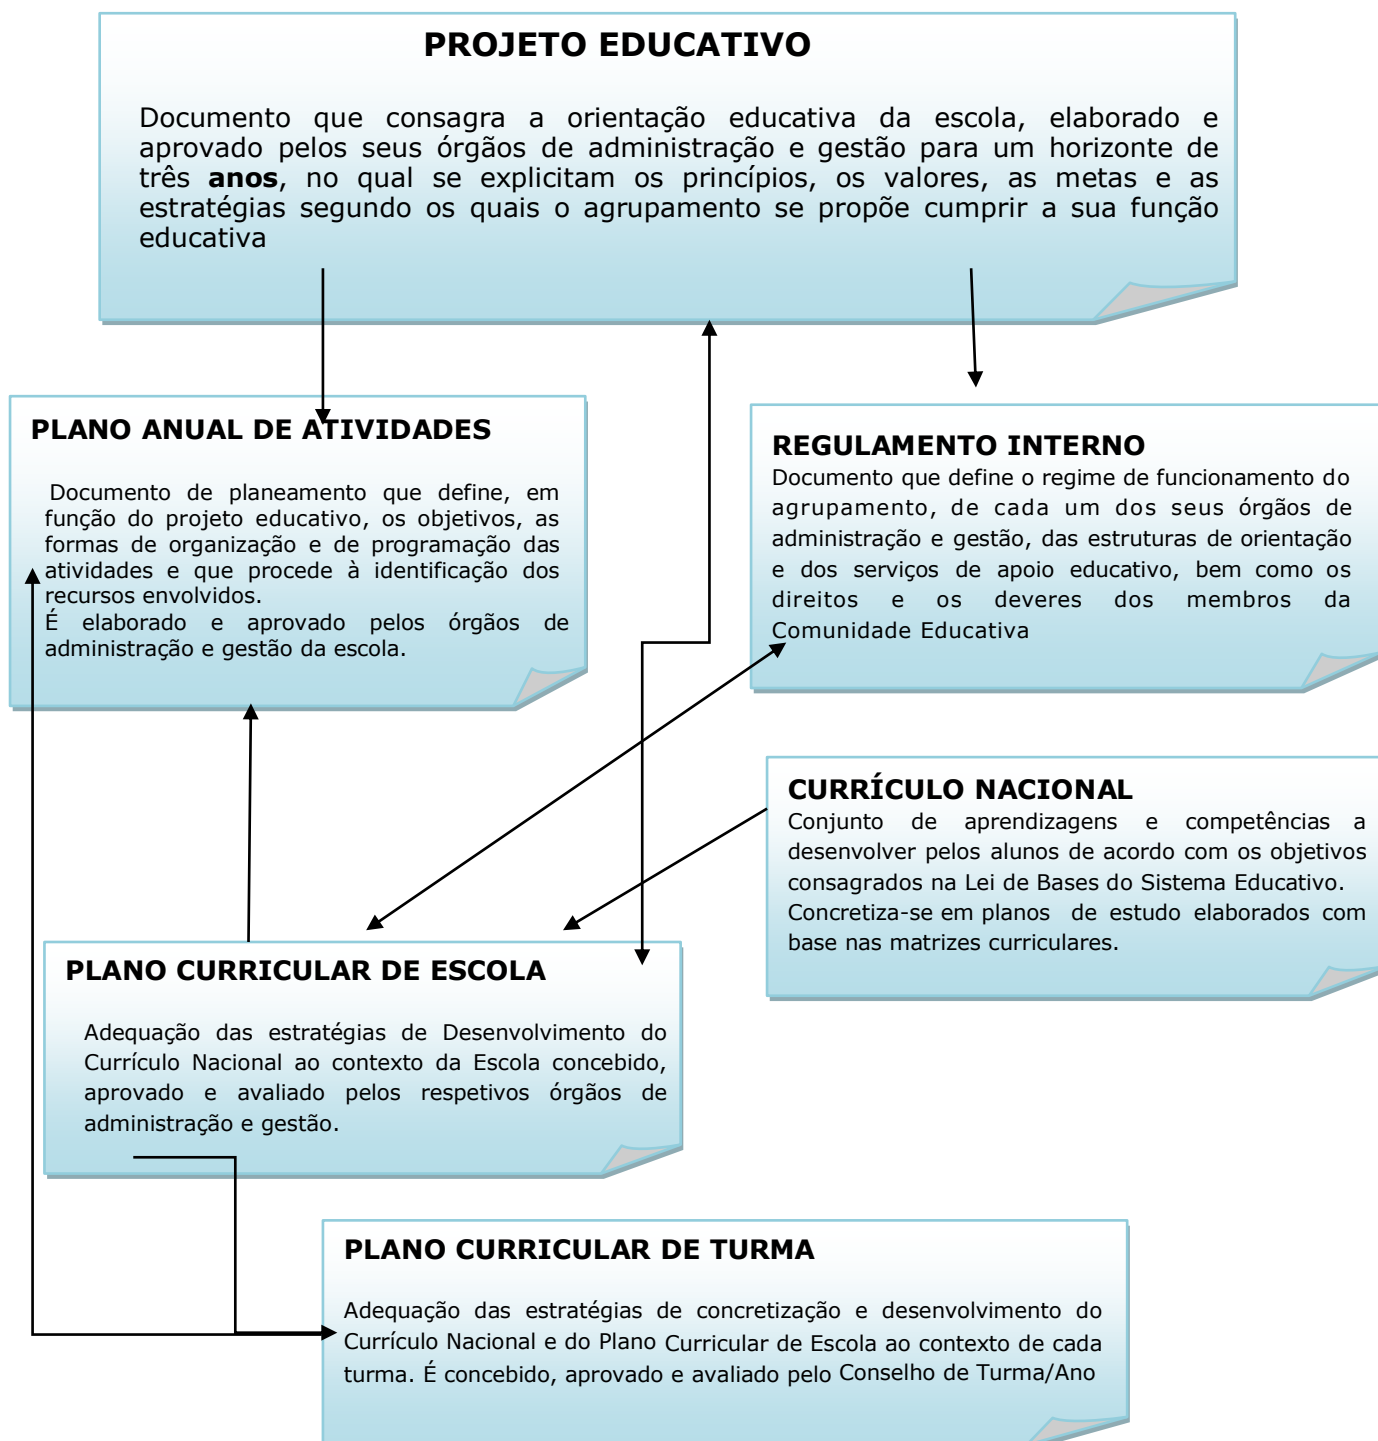 PROJETO EDUCATIVO
Documento que consagra a orientação educativa da escola, elaborado e
aprovado pelos seus órgãos de administração e gestão para um horizonte de
três anos, no qual se explicitam os princípios, os valores, as metas e as
estratégias segundo os quais o agrupamento se propõe cumprir a sua função
educativa
PLANO ANUAL DE ATIVIDADES
Documento de planeamento que define, em
função do projeto educativo, os objetivos, as
formas de organização e de programação das
atividades e que procede à identificação dos
recursos envolvidos.
É elaborado e aprovado pelos órgãos de
administração e gestão da escola.
REGULAMENTO INTERNO
Documento que define o regime de funcionamento do
agrupamento, de cada um dos seus órgãos de
administração e gestão, das estruturas de orientação
e dos serviços de apoio educativo, bem como os
direitos e os deveres dos membros da
Comunidade Educativa
CURRÍCULO NACIONAL
Conjunto de aprendizagens e competências a
desenvolver pelos alunos de acordo com os objetivos
consagrados na Lei de Bases do Sistema Educativo.
Concretiza-se em planos de estudo elaborados com
base nas matrizes curriculares.
PLANO CURRICULAR DE ESCOLA
Adequação das estratégias de Desenvolvimento do
Currículo Nacional ao contexto da Escola concebido,
aprovado e avaliado pelos respetivos órgãos de
administração e gestão.
PLANO CURRICULAR DE TURMA
Adequação das estratégias de concretização e desenvolvimento do
Currículo Nacional e do Plano Curricular de Escola ao contexto de cada
turma. É concebido, aprovado e avaliado pelo Conselho de Turma/Ano